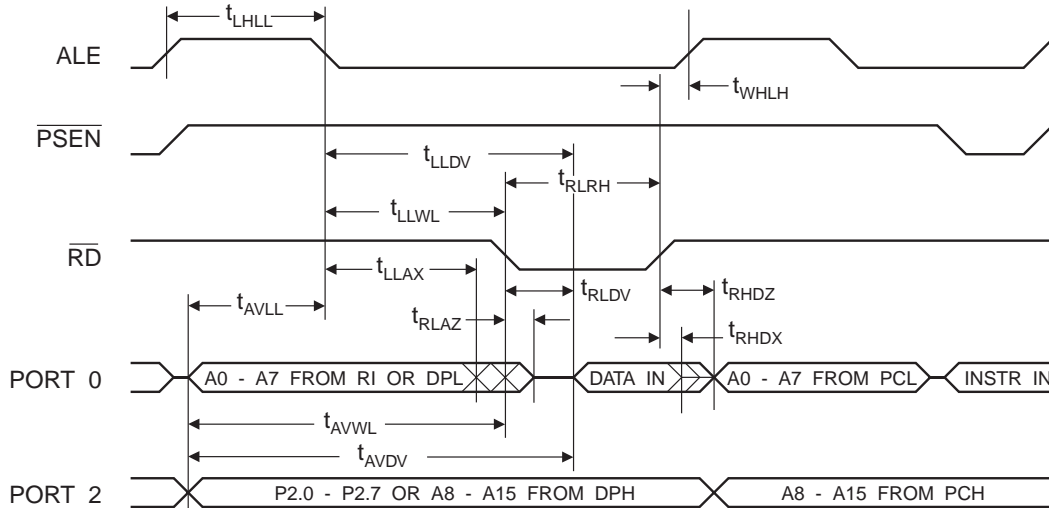 tLHLL
ALE
tWHLH
PSEN
tLLDV
tRLRH
tLLWL
RD
tLLAX
tRLDV
tRHDZ
tAVLL
tRLAZ
tRHDX
PORT 0
A0 - A7 FROM RI OR DPL
DATA IN
A0 - A7 FROM PCL
INSTR IN
tAVWL
tAVDV
PORT 2
P2.0 - P2.7 OR A8 - A15 FROM DPH
A8 - A15 FROM PCH